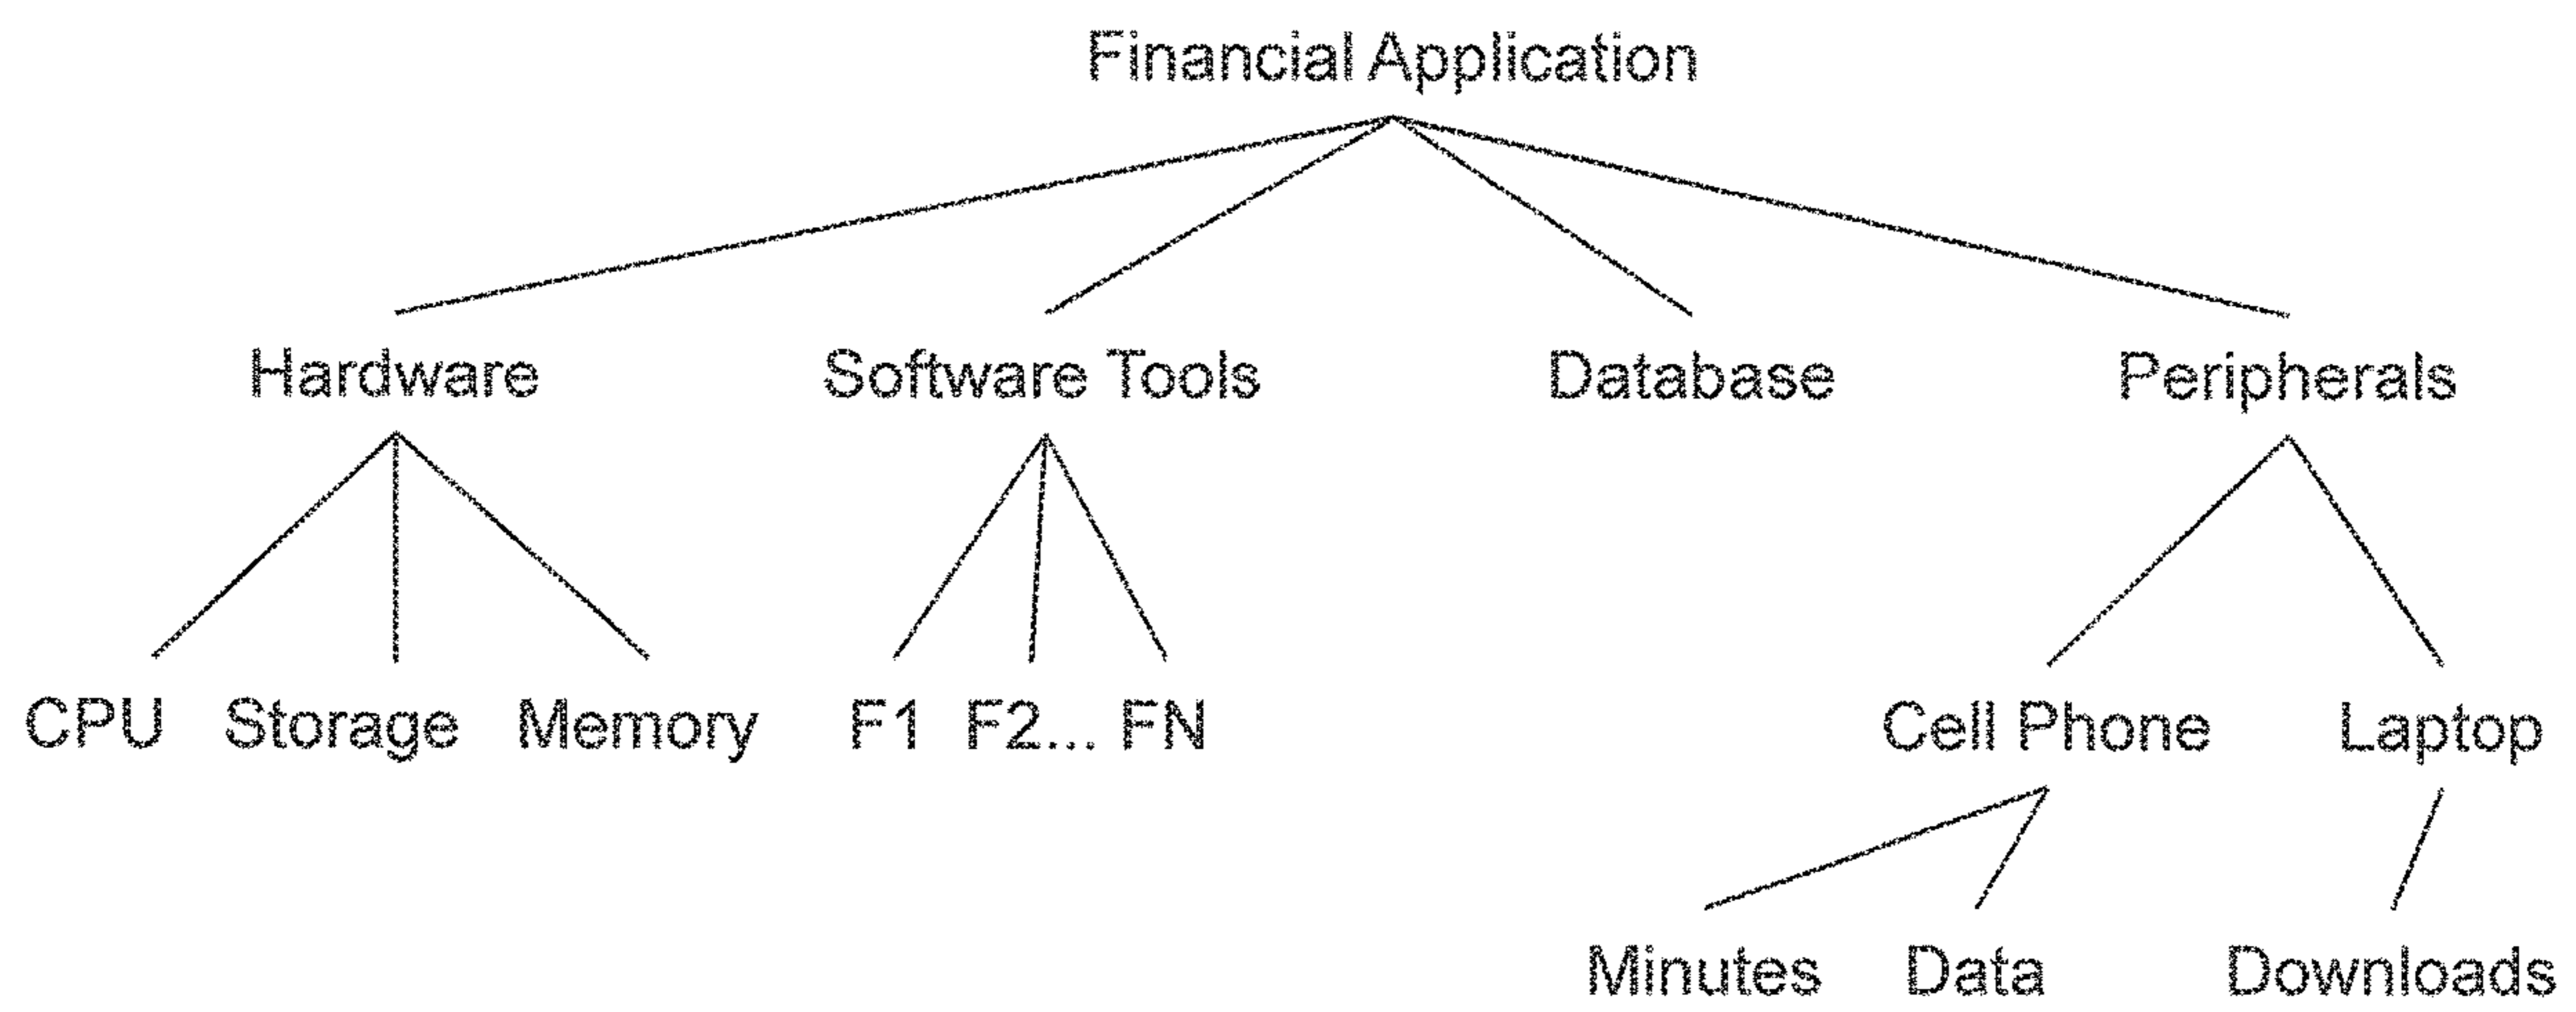 Financial Application
Hardware Software Tools Database Peripherals
CPU Storage Memory F1 F2... FN Cell Phone Laptop
Minutes Data Downloads